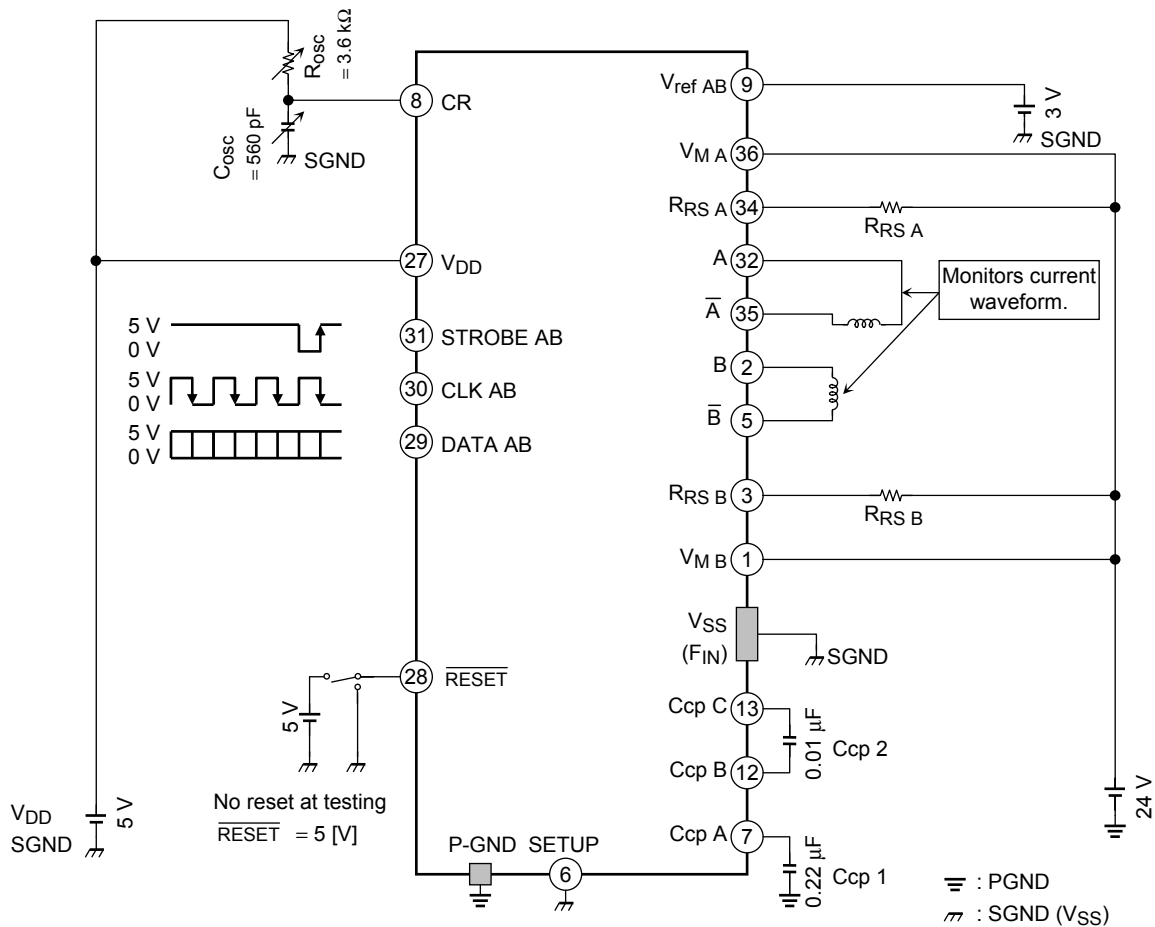 Rosc
= 3.6 kΩ
Cosc
= 560 pF
SGND
8 CR
27 VDD
5 V
0 V
31 STROBE AB
5 V
0 V
30 CLK AB
5 V
0 V
29 DATA AB
28 RESET
5 V
No reset at testing
RESET = 5 [V]
VDD
SGND
5 V
P-GND
SETUP
6
Vref AB 9
3 V
SGND
VM A 36
RRS A 34
RRS A
A 32
A 35
Monitors current
waveform.
B 2
B 5
RRS B 3
RRS B
VM B 1
VSS
(FIN)
SGND
Ccp C 13
0.01 µF
Ccp 2
Ccp B 12
Ccp A 7
0.22 µF
Ccp 1
24 V
: PGND
: SGND (VSS)